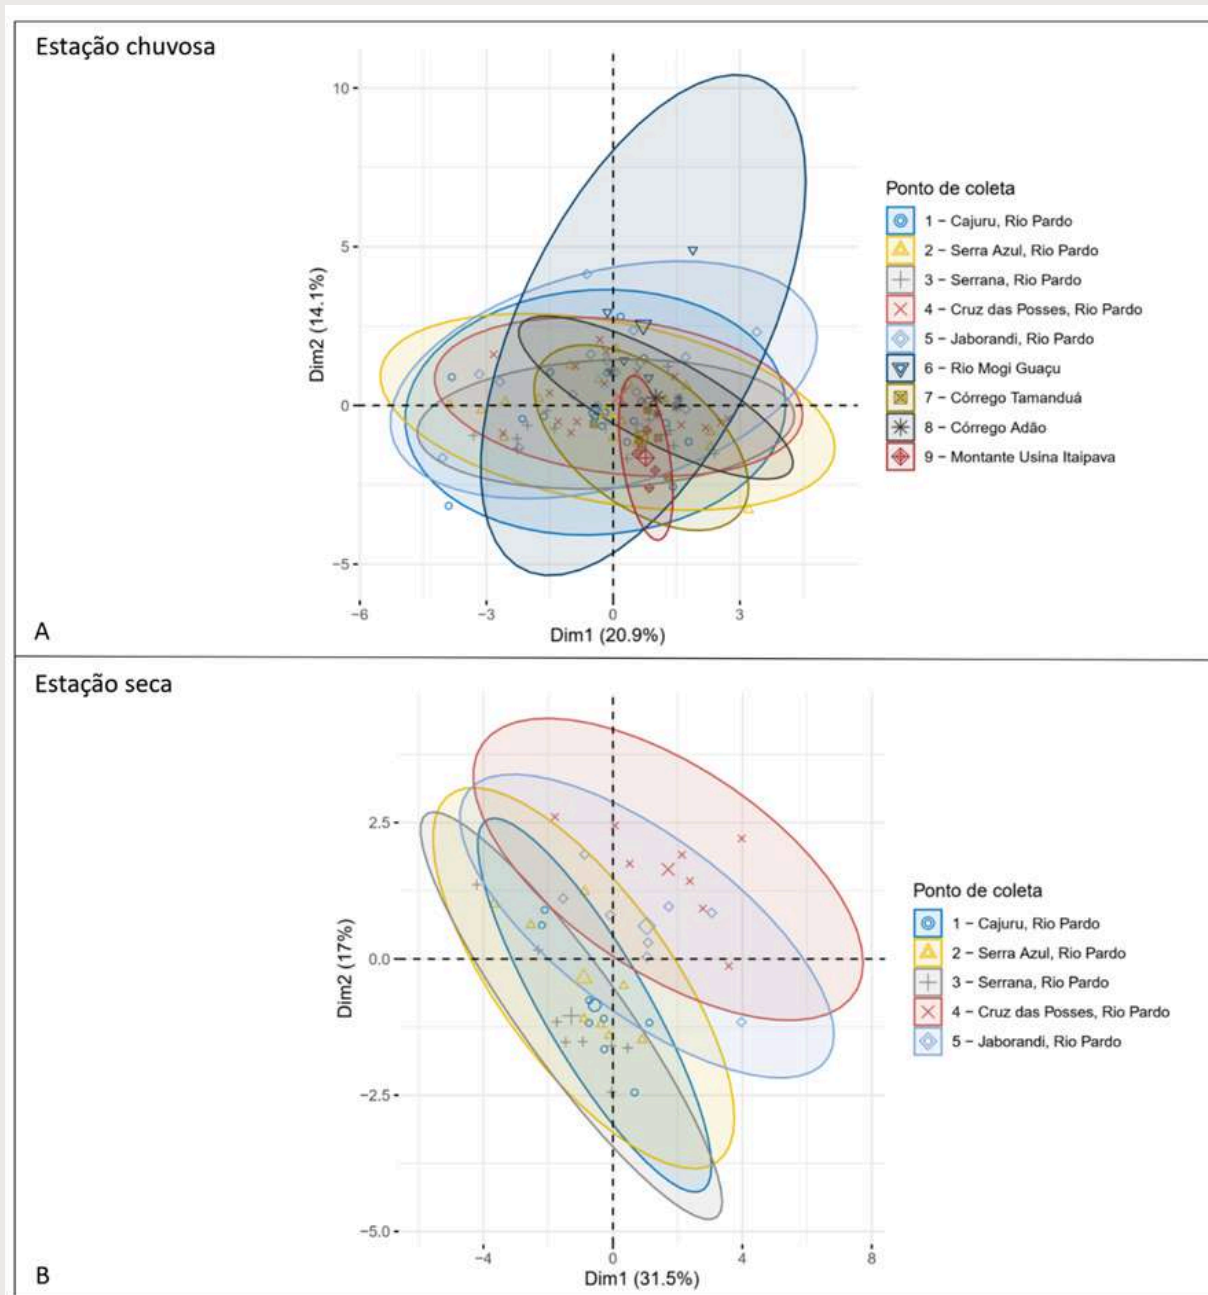 Estação chuvosa
10
5
0
−5
−6
−3
0
3
Dim2 (14.1%)
Dim1 (20.9%)
Ponto de coleta
1 − Cajuru, Rio Pardo
2 − Serra Azul, Rio Pardo
3 − Serrana, Rio Pardo
4 − Cruz das Posses, Rio Pardo
5 − Jaborandi, Rio Pardo
6 − Rio Mogi Guaçu
7 − Córrego Tamanduá
8 − Córrego Adão
9 − Montante Usina Itaipava
A
Estação seca
2.5
0.0
−2.5
−5.0
−4
0
4
8
Dim2 (17%)
Dim1 (31.5%)
Ponto de coleta
1 − Cajuru, Rio Pardo
2 − Serra Azul, Rio Pardo
3 − Serrana, Rio Pardo
4 − Cruz das Posses, Rio Pardo
5 − Jaborandi, Rio Pardo
B